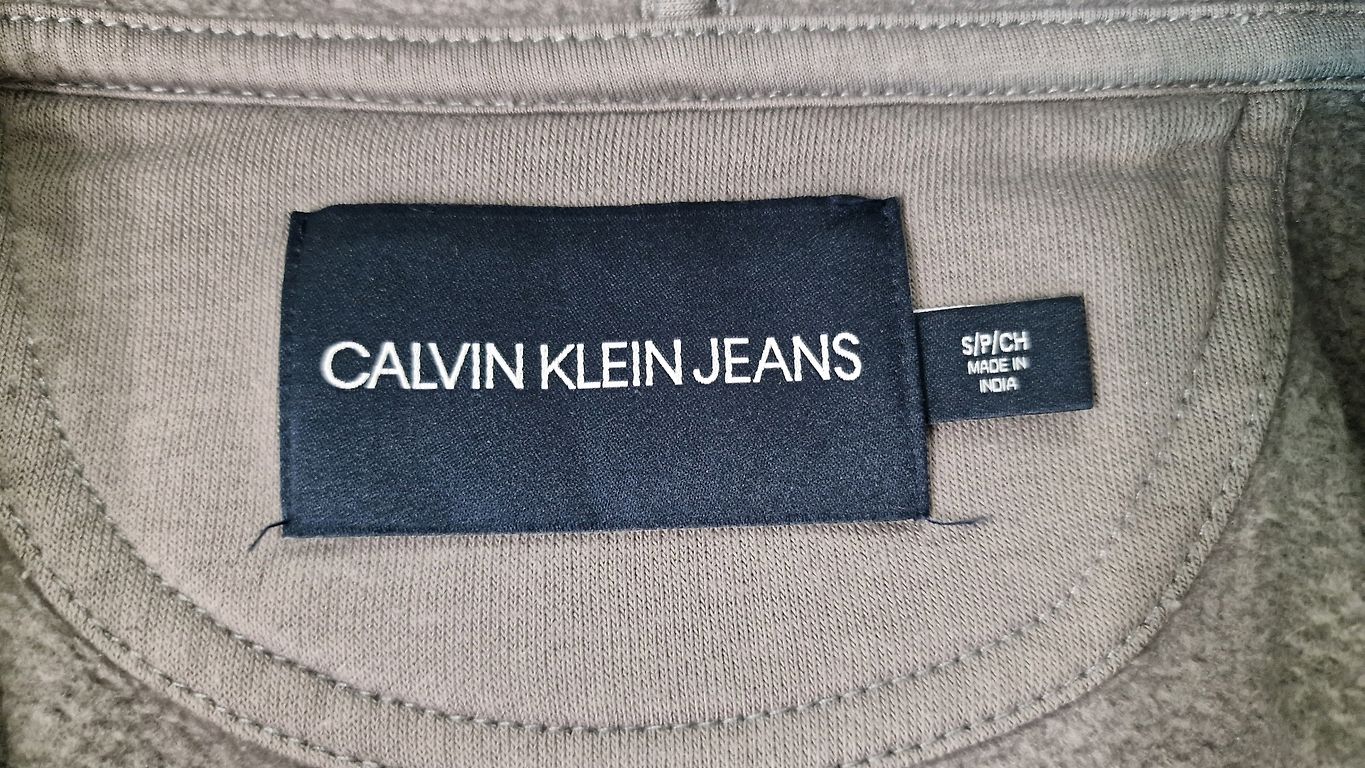 CALVIN KLEIN JEANS
S/P/CH
MADE IN
INDIA